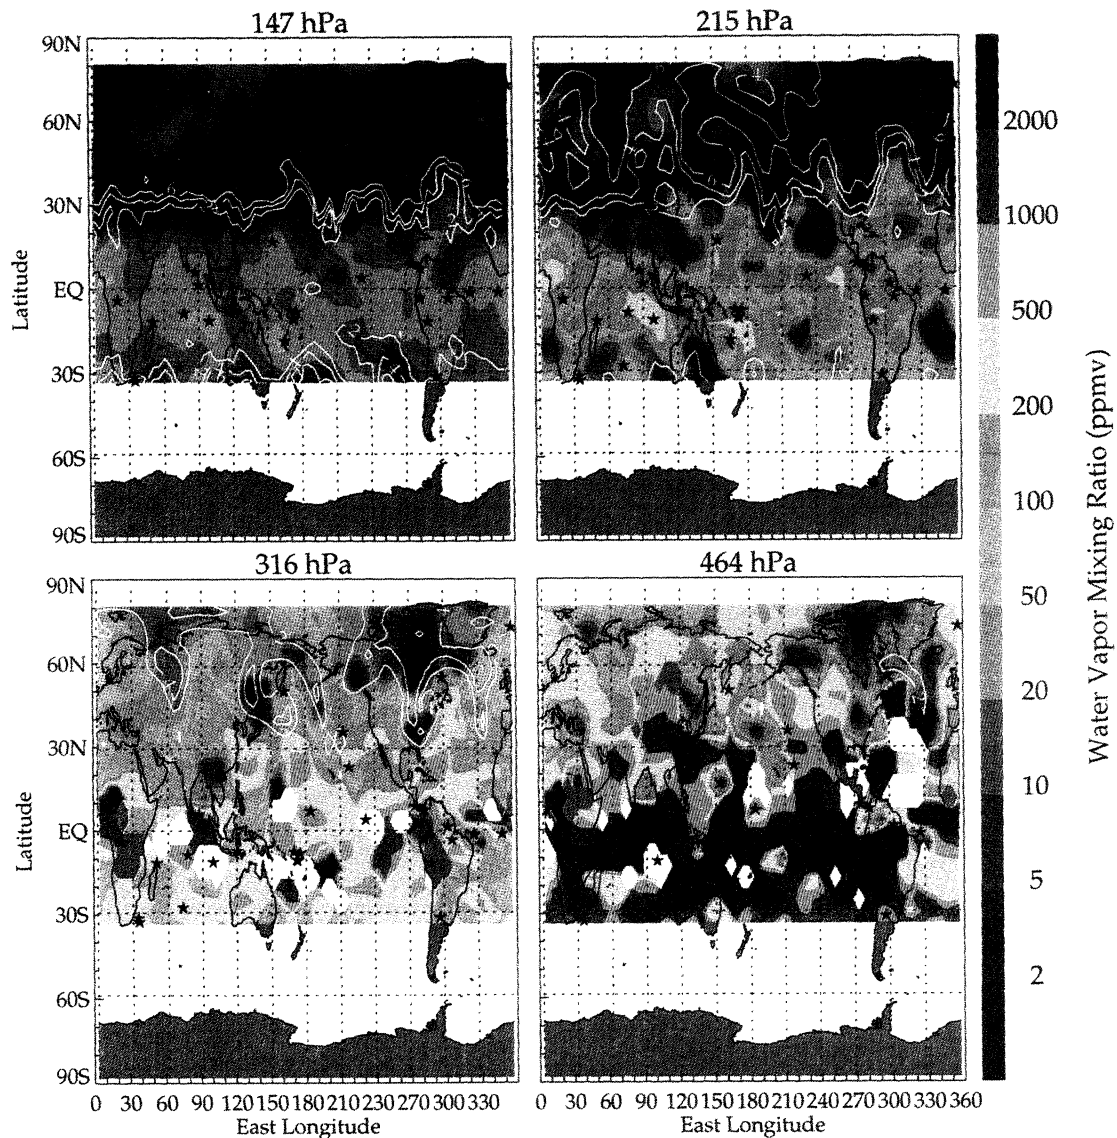 147 hPa
215 hPa
90N
60N
30N
EQ
30S
60S
90S
Latitude
2000
1000
500
200
100
50
20
10
5
2
Water Vapor Mixing Ratio (ppmv)
316 hPa
464 hPa
90N
60N
30N
EQ
30S
60S
90S
Latitude
0 30 60 90 120 150 180 210 240 270 300 330
0 30 60 90 120 150 180 210 240 270 300 330 360
East Longitude
East Longitude